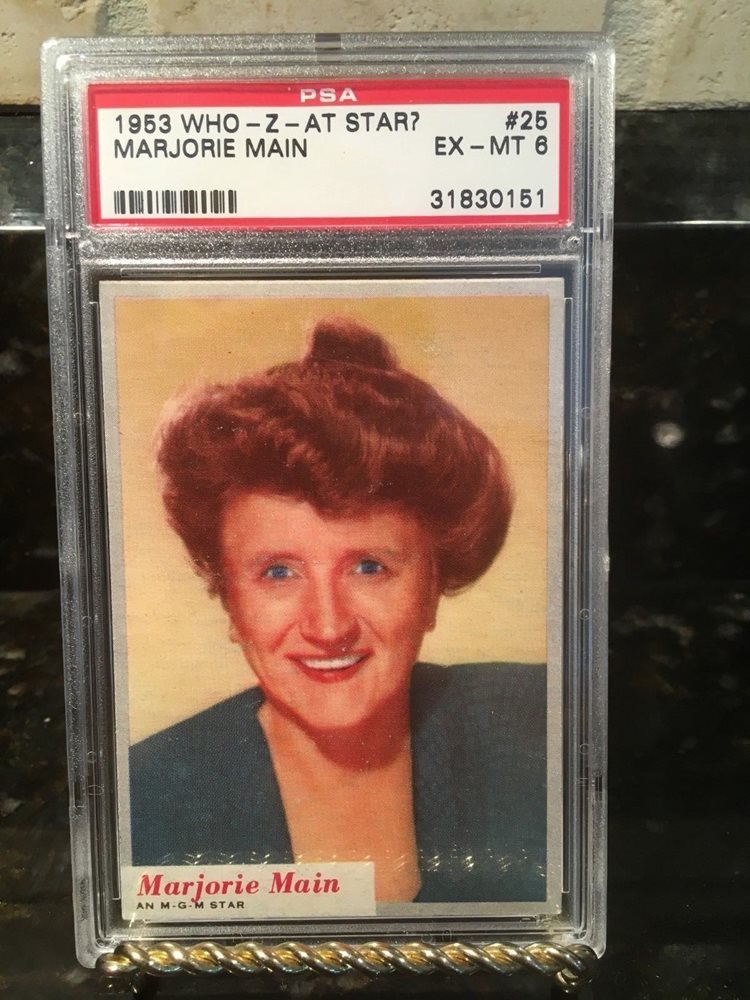 PSA
1953 WHO-Z-AT STAR? #25
MARJORIE MAIN EX-MT 6
31830151
Marjorie Main
AN M-G-M STAR